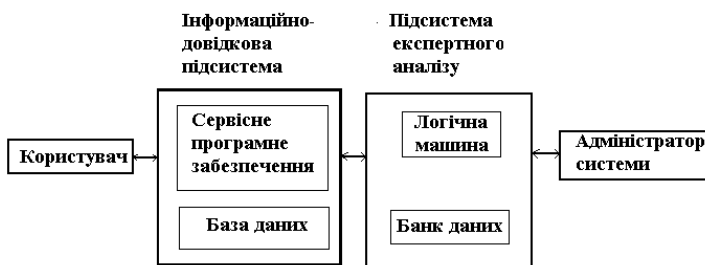 Інформаційно-
довідкова
підсистема
Підсистема
експертного
аналізу
Користувач
Сервісне
програмне
забезпечення
База даних
Логічна
машина
Банк даних
Адміністратор
системи